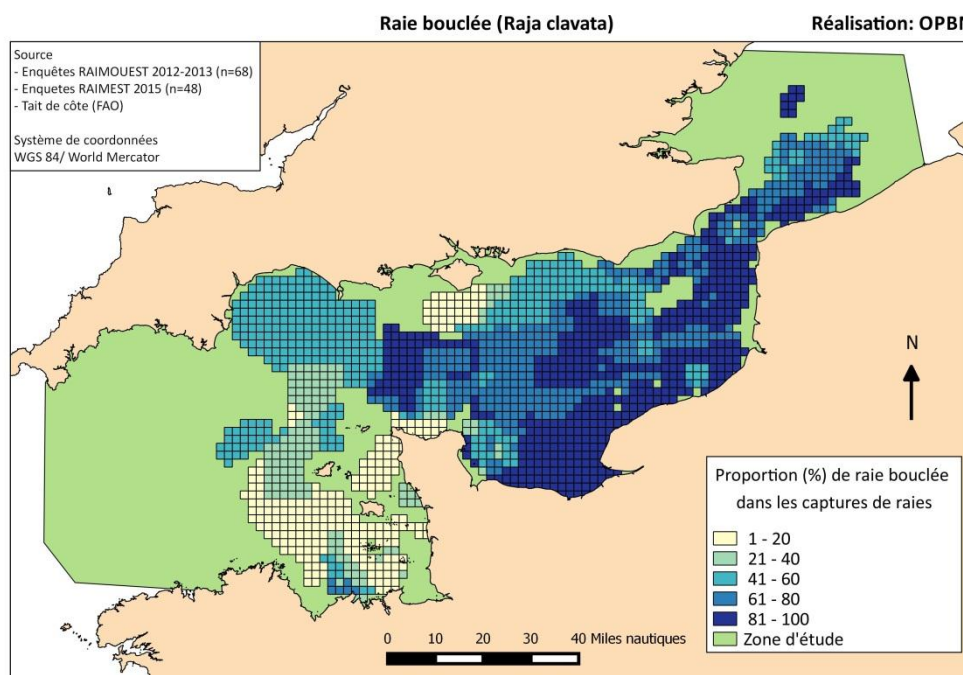 Raie bouclée (Raja clavata)
Réalisation: OPBN
Source
- Enquêtes RAIMOUEST 2012-2013 (n=68)
- Enquetes RAIMEST 2015 (n=48)
- Tait de côte (FAO)
Système de coordonnées
WGS 84/ World Mercator
N
Proportion (%) de raie bouclée
dans les captures de raies
1 - 20
21 - 40
41 - 60
61 - 80
81 - 100
Zone d'étude
0 10 20 30 40 Miles nautiques